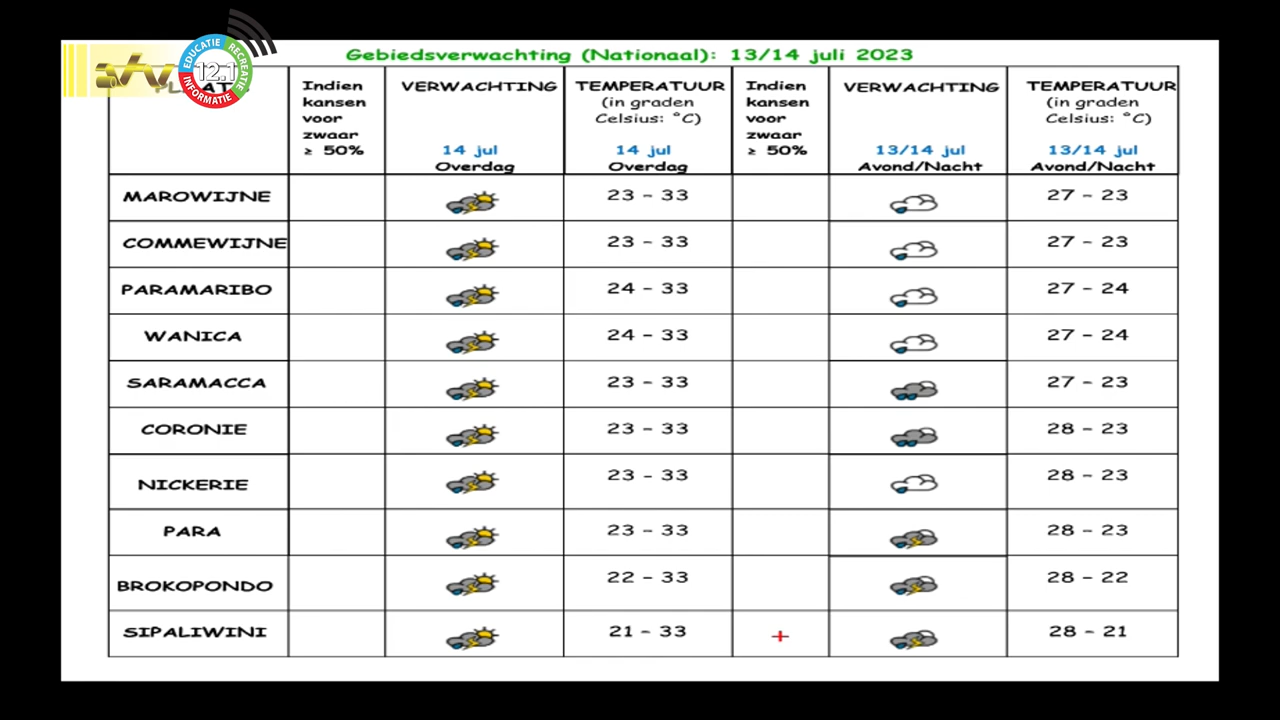 Gebiedsverwachting (Nationaal): 13/14 juli 2023
EDUCATIE
RECREATIE
INFORMATIE
12.1
Indien kansen voor zwaar ≥ 50%
VERWACHTING 14 jul Overdag
TEMPERATUUR (in graden Celsius: °C) 14 jul Overdag
Indien kansen voor zwaar ≥ 50%
VERWACHTING 13/14 jul Avond/Nacht
TEMPERATUUR (in graden Celsius: °C) 13/14 jul Avond/Nacht
MAROWIJNE 23 - 33 27 - 23
COMMEWIJNE 23 - 33 27 - 23
PARAMARIBO 24 - 33 27 - 24
WANICA 24 - 33 27 - 24
SARAMACCA 23 - 33 27 - 23
CORONIE 23 - 33 28 - 23
NICKERIE 23 - 33 28 - 23
PARA 23 - 33 28 - 23
BROKOPONDO 22 - 33 28 - 22
SIPALIWINI 21 - 33 + 28 - 21